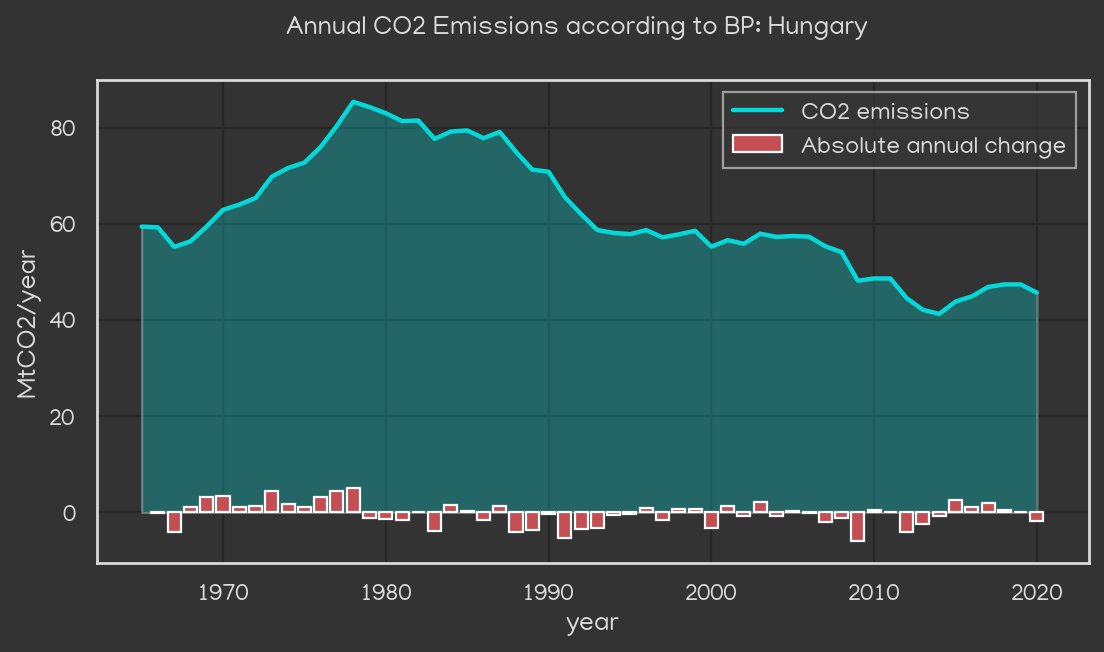 Annual CO2 Emissions according to BP: Hungary
CO2 emissions
Absolute annual change
80
60
40
20
0
MtCO2/year
1970 1980 1990 2000 2010 2020
year